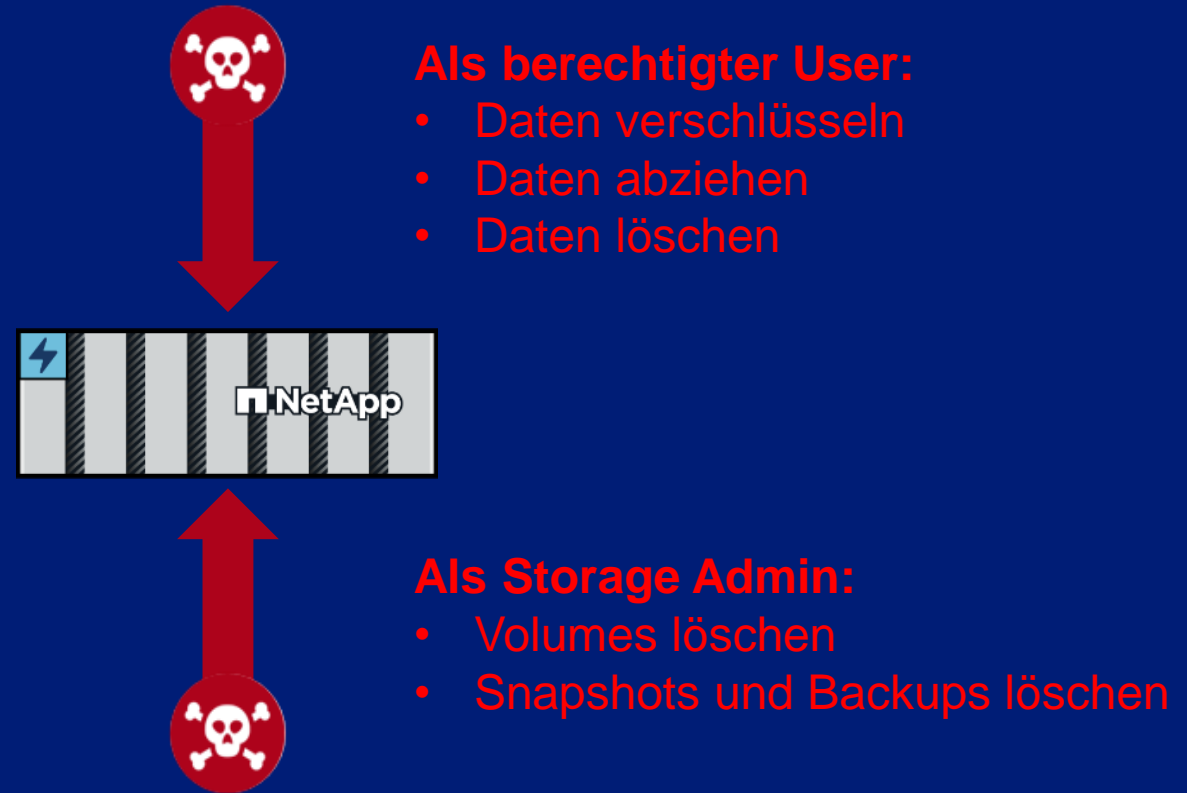 Als berechtigter User:
• Daten verschlüsseln
• Daten abziehen
• Daten löschen
NetApp
Als Storage Admin:
• Volumes löschen
• Snapshots und Backups löschen